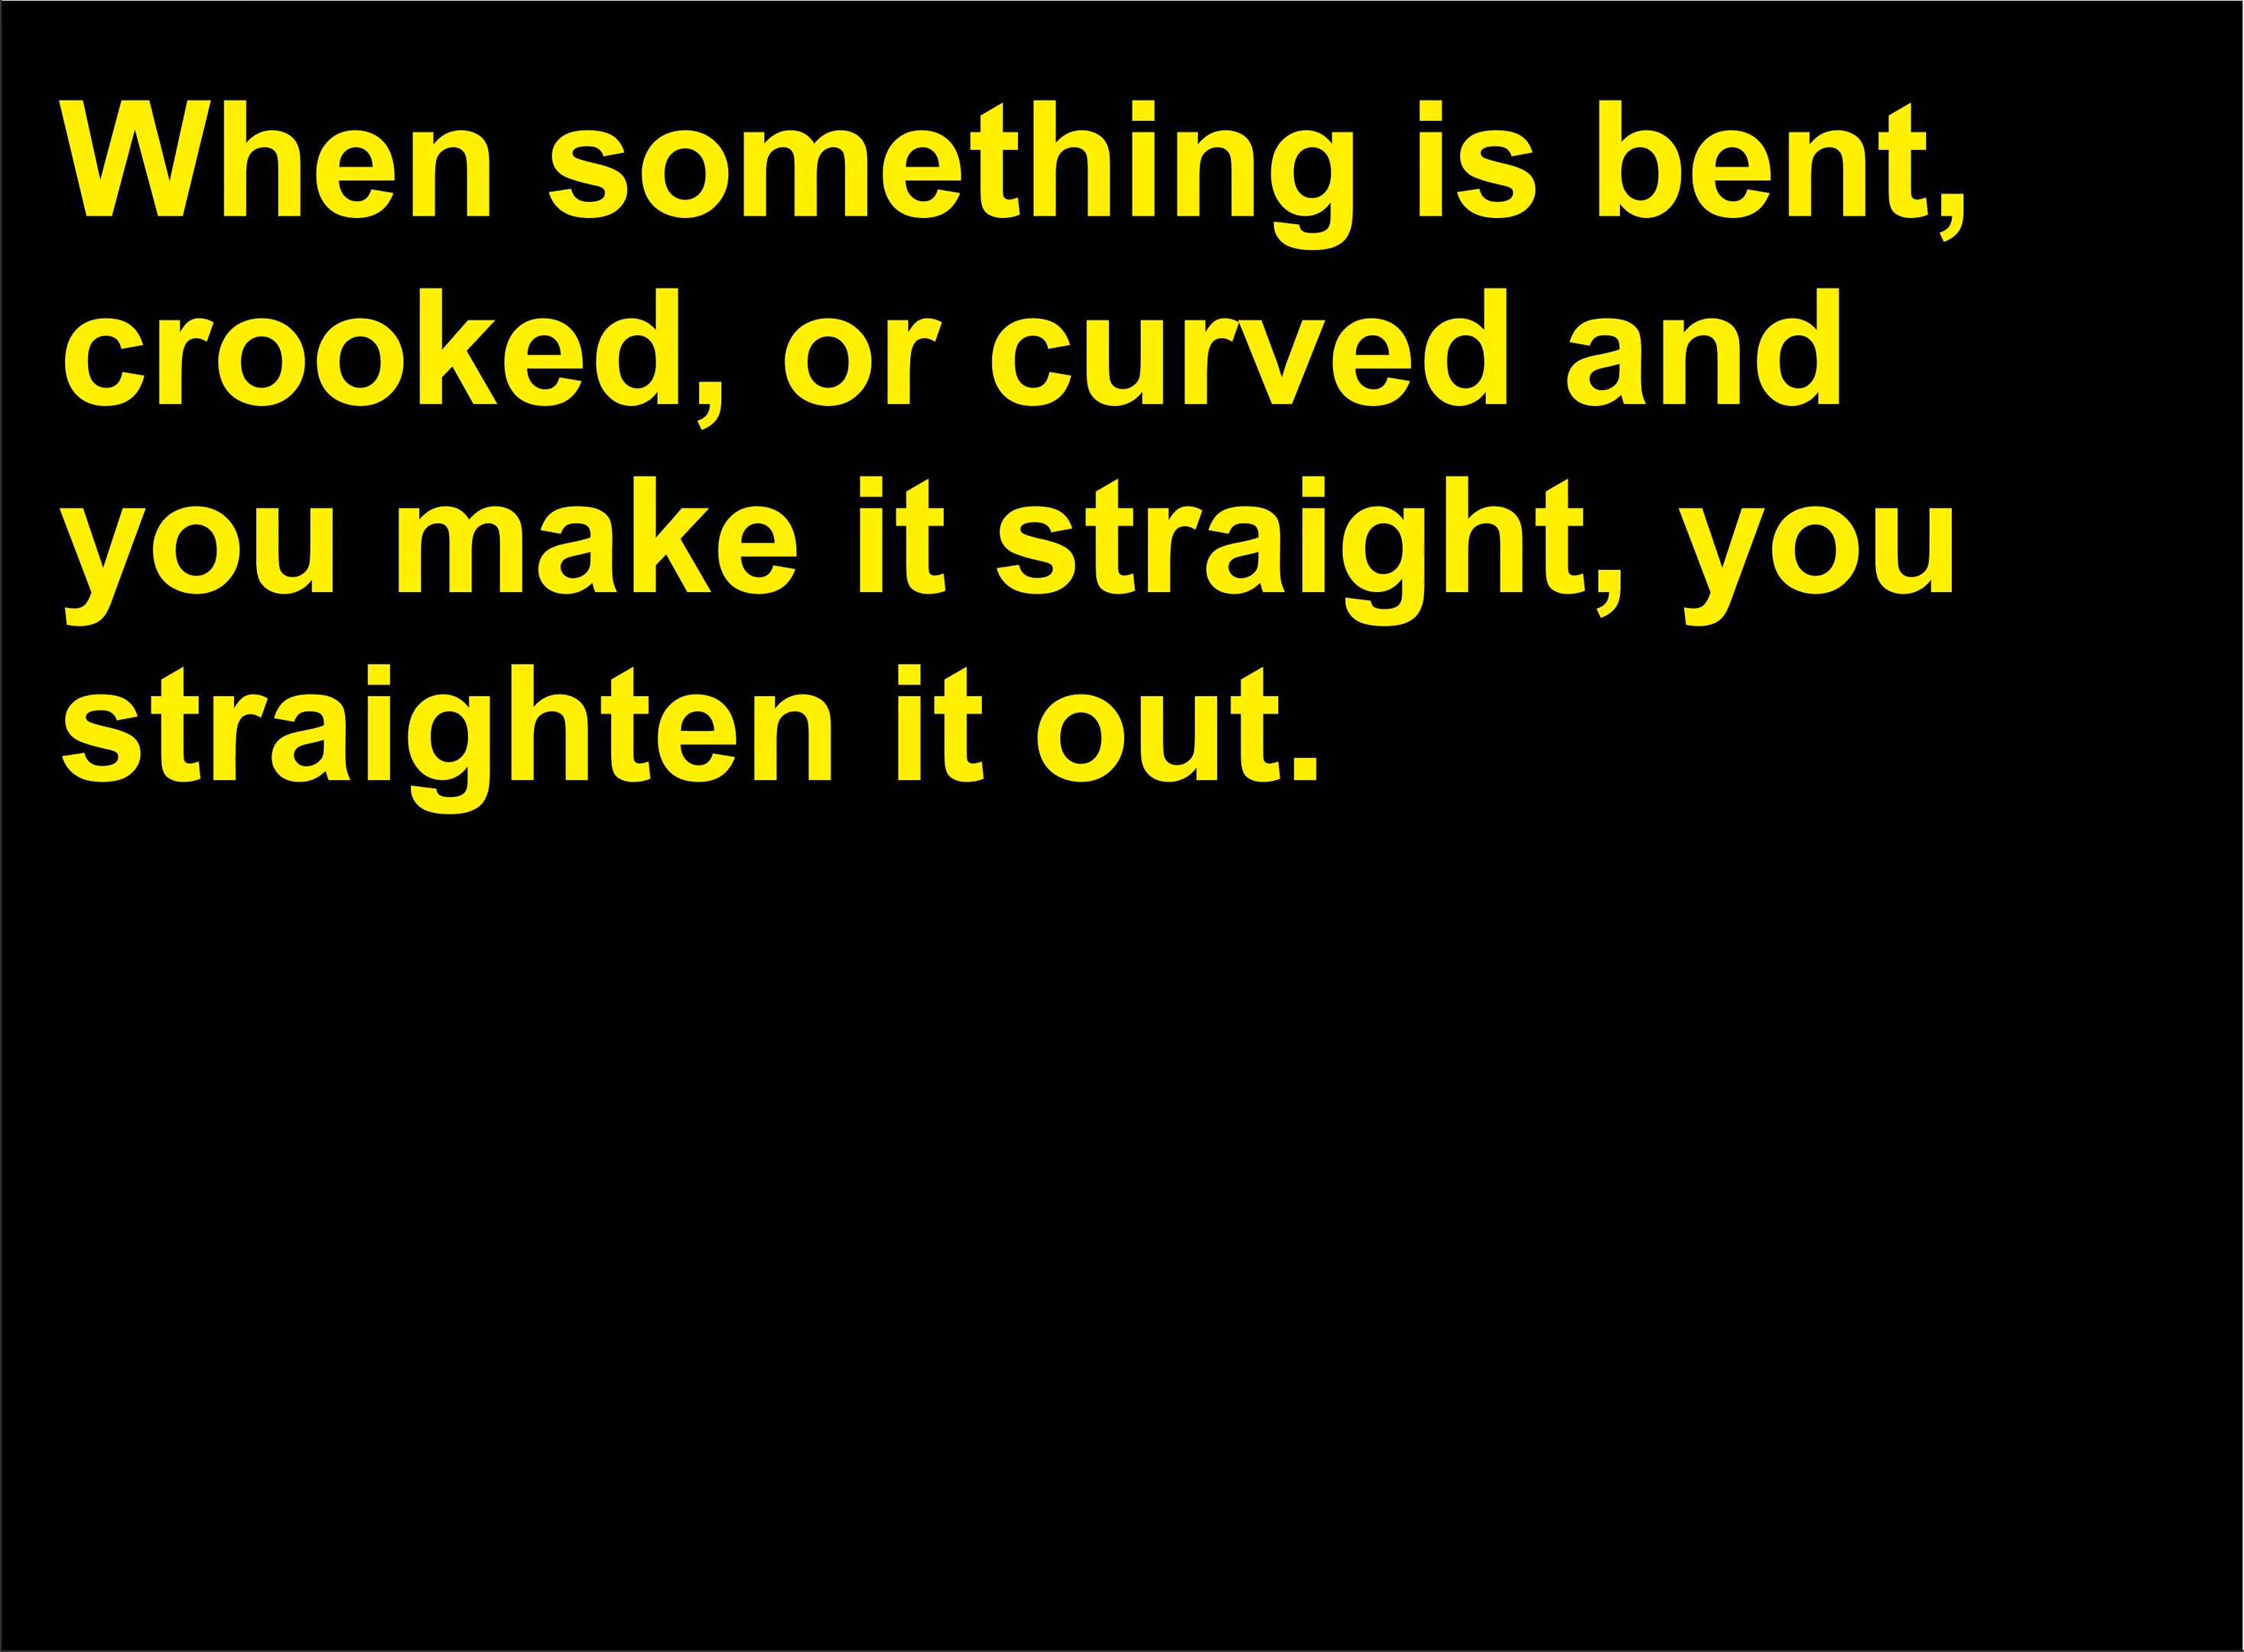 When something is bent,
crooked, or curved and
you make it straight, you
straighten it out.